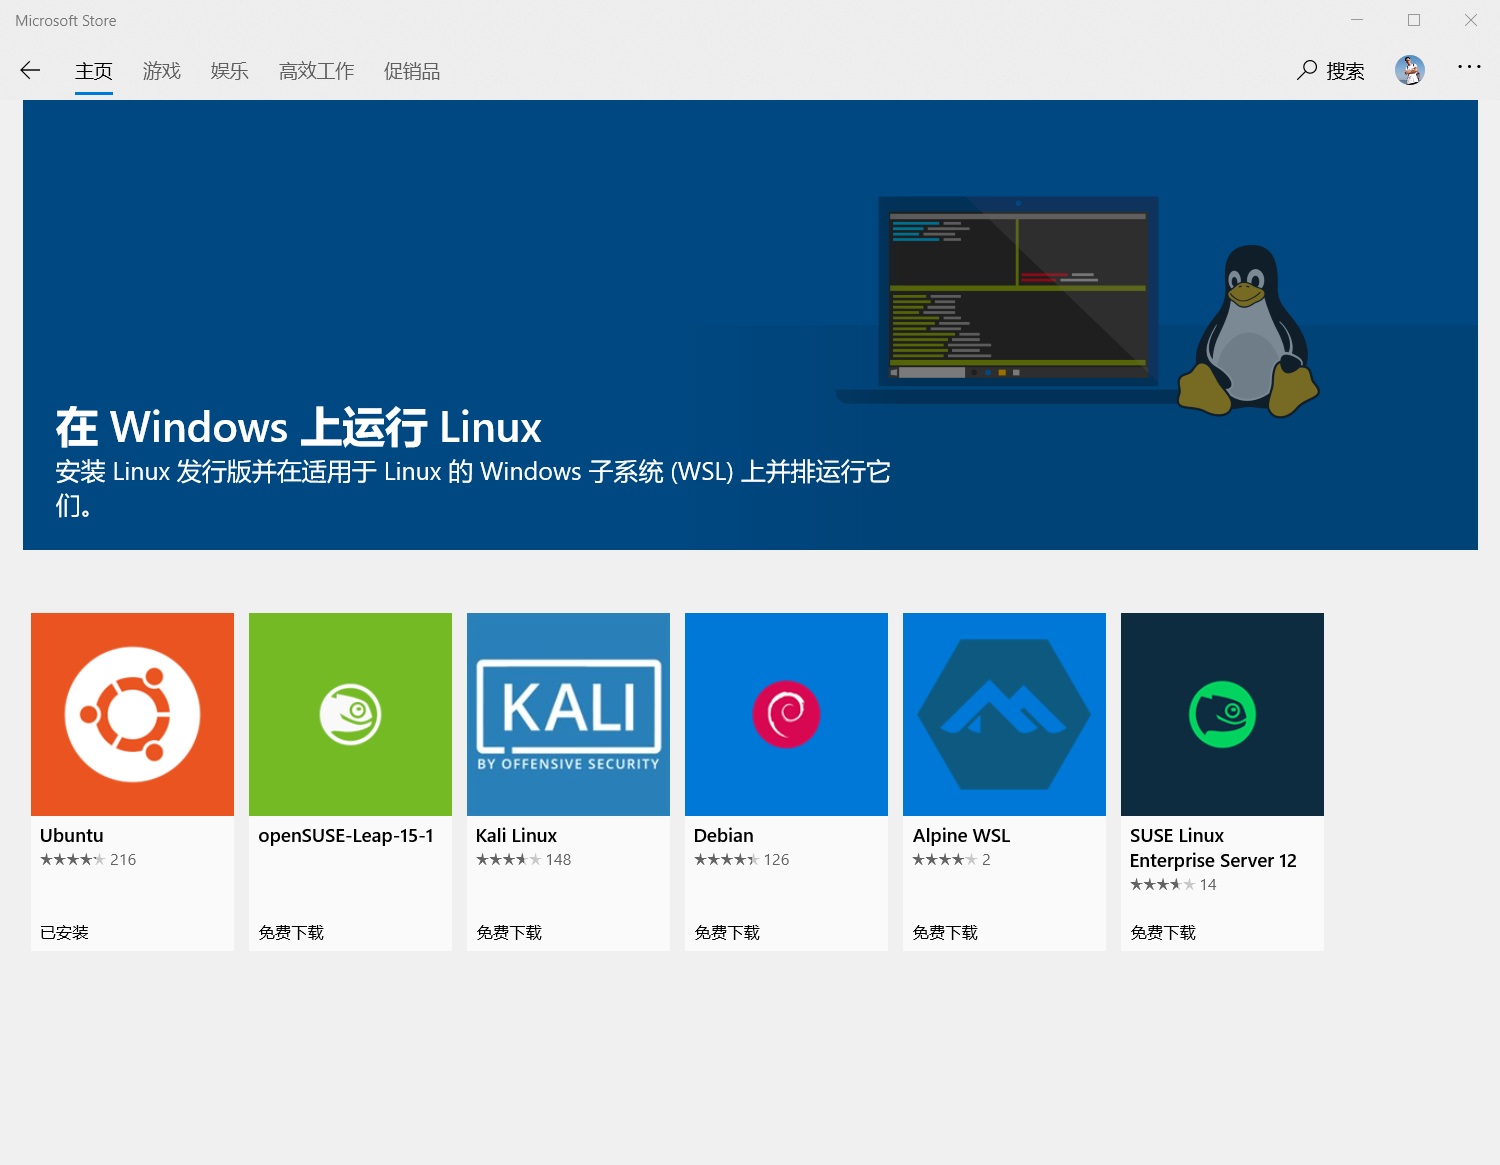 Microsoft Store
主页 游戏 娱乐 高效工作 促销品 搜索
在 Windows 上运行 Linux
安装 Linux 发行版并在适用于 Linux 的 Windows 子系统 (WSL) 上并排运行它
们。
KALI
BY OFFENSIVE SECURITY
Ubuntu
216
已安装
openSUSE-Leap-15-1
免费下载
Kali Linux
148
免费下载
Debian
126
免费下载
Alpine WSL
2
免费下载
SUSE Linux
Enterprise Server 12
14
免费下载